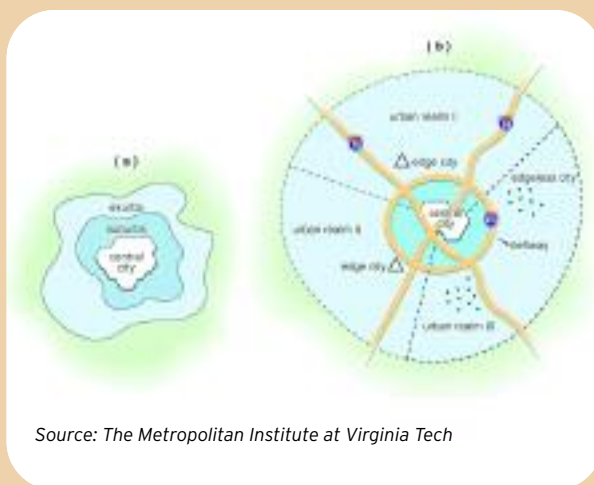 (a)
exurbs
suburbs
central
city
(b)
urban realm I
edge city
edgeless city
central
city
urban realm II
beltway
edge city
urban realm III
Source: The Metropolitan Institute at Virginia Tech